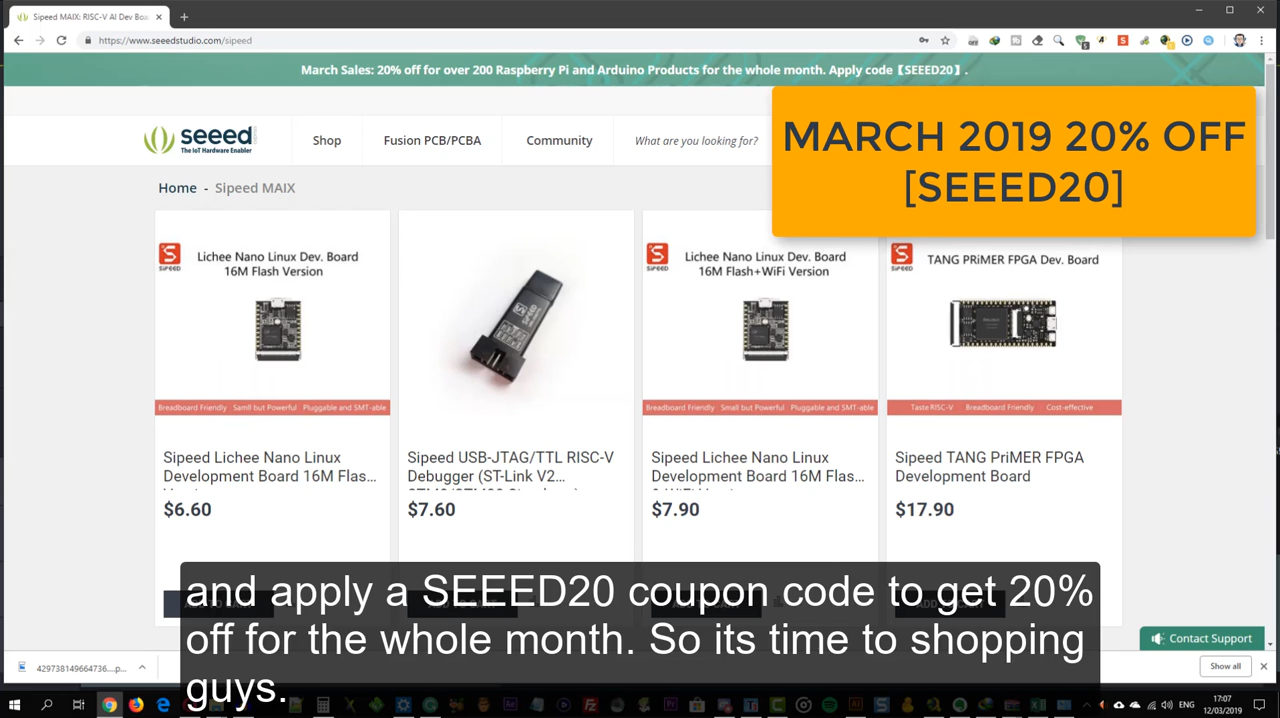 Sipeed MAIX: RISC-V AI Dev Boa
https://www.seeedstudio.com/sipeed
March Sales: 20% off for over 200 Raspberry Pi and Arduino Products for the whole month. Apply code【SEEED20】.
MARCH 2019 20% OFF
[SEEED20]
seeed
The IoT Hardware Enabler
Shop
Fusion PCB/PCBA
Community
What are you looking for?
Home - Sipeed MAIX
SiPEED
Lichee Nano Linux Dev. Board
16M Flash Version
Breadboard Friendly Samll but Powerful Pluggable and SMT-able
Sipeed Lichee Nano Linux
Development Board 16M Flas...
$6.60
Sipeed USB-JTAG/TTL RISC-V
Debugger (ST-Link V2...
$7.60
SiPEED
Lichee Nano Linux Dev. Board
16M Flash+WiFi Version
Breadboard Friendly Small but Powerful Pluggable and SMT-able
Sipeed Lichee Nano Linux
Development Board 16M Flas...
$7.90
SiPEED
TANG PRiMER FPGA Dev. Board
Taste RISC-V Breadboard Friendly Cost-effective
Sipeed TANG PriMER FPGA
Development Board
$17.90
and apply a SEEED20 coupon code to get 20%
off for the whole month. So its time to shopping
guys.
Contact Support
429738149664736....p...
Show all
ENG
17:07
12/03/2019